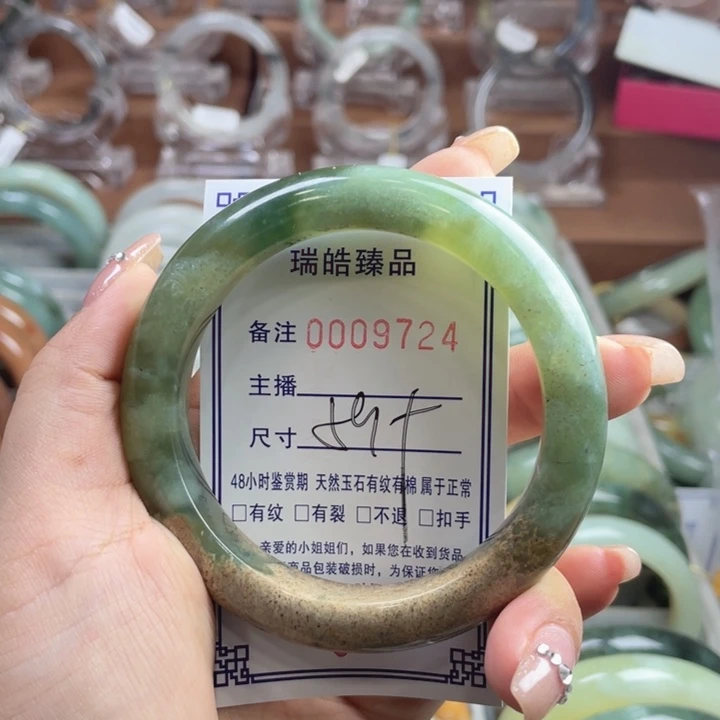 瑞皓臻品
备注 0009724
主播
尺寸
48小时鉴赏期 天然玉石有纹有棉 属于正常
□有纹 □有裂 □不退 □扣手
亲爱的小姐姐们，如果您在收到货品
商品包装破损时，为保证您